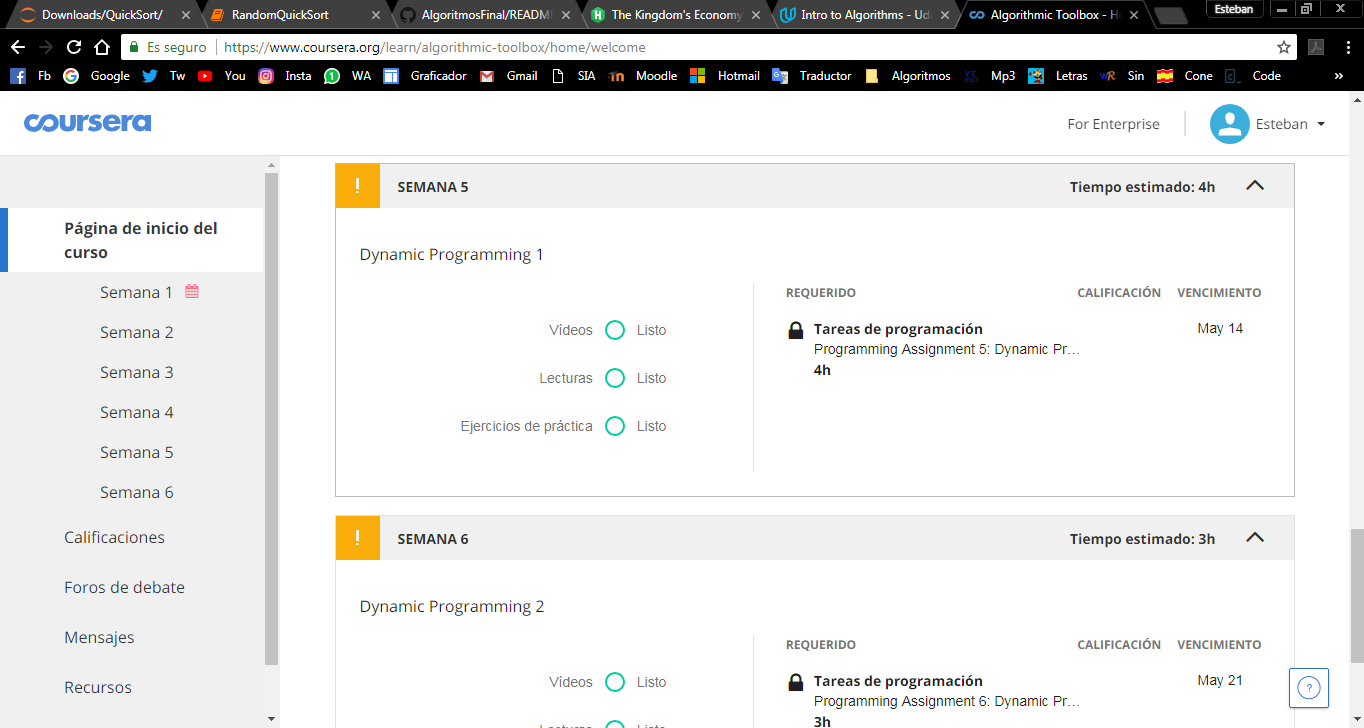 Downloads/QuickSort/
RandomQuickSort
AlgoritmosFinal/READM
The Kingdom's Economy
Intro to Algorithms - Ud
Algorithmic Toolbox - H
Esteban
Es seguro
https://www.coursera.org/learn/algorithmic-toolbox/home/welcome
Fb
Google
Tw
You
Insta
WA
Graficador
Gmail
SIA
Moodle
Hotmail
Traductor
Algoritmos
Mp3
Letras
Sin
Cone
Code
»
coursera
For Enterprise
Esteban
Página de inicio del
curso
Semana 1
Semana 2
Semana 3
Semana 4
Semana 5
Semana 6
Calificaciones
Foros de debate
Mensajes
Recursos
! SEMANA 5 Tiempo estimado: 4h
Dynamic Programming 1
Vídeos Listo
Lecturas Listo
Ejercicios de práctica Listo
REQUERIDO CALIFICACIÓN VENCIMIENTO
Tareas de programación May 14
Programming Assignment 5: Dynamic Pr…
4h
! SEMANA 6 Tiempo estimado: 3h
Dynamic Programming 2
Vídeos Listo
Lecturas Listo
REQUERIDO CALIFICACIÓN VENCIMIENTO
Tareas de programación May 21
Programming Assignment 6: Dynamic Pr…
3h
?